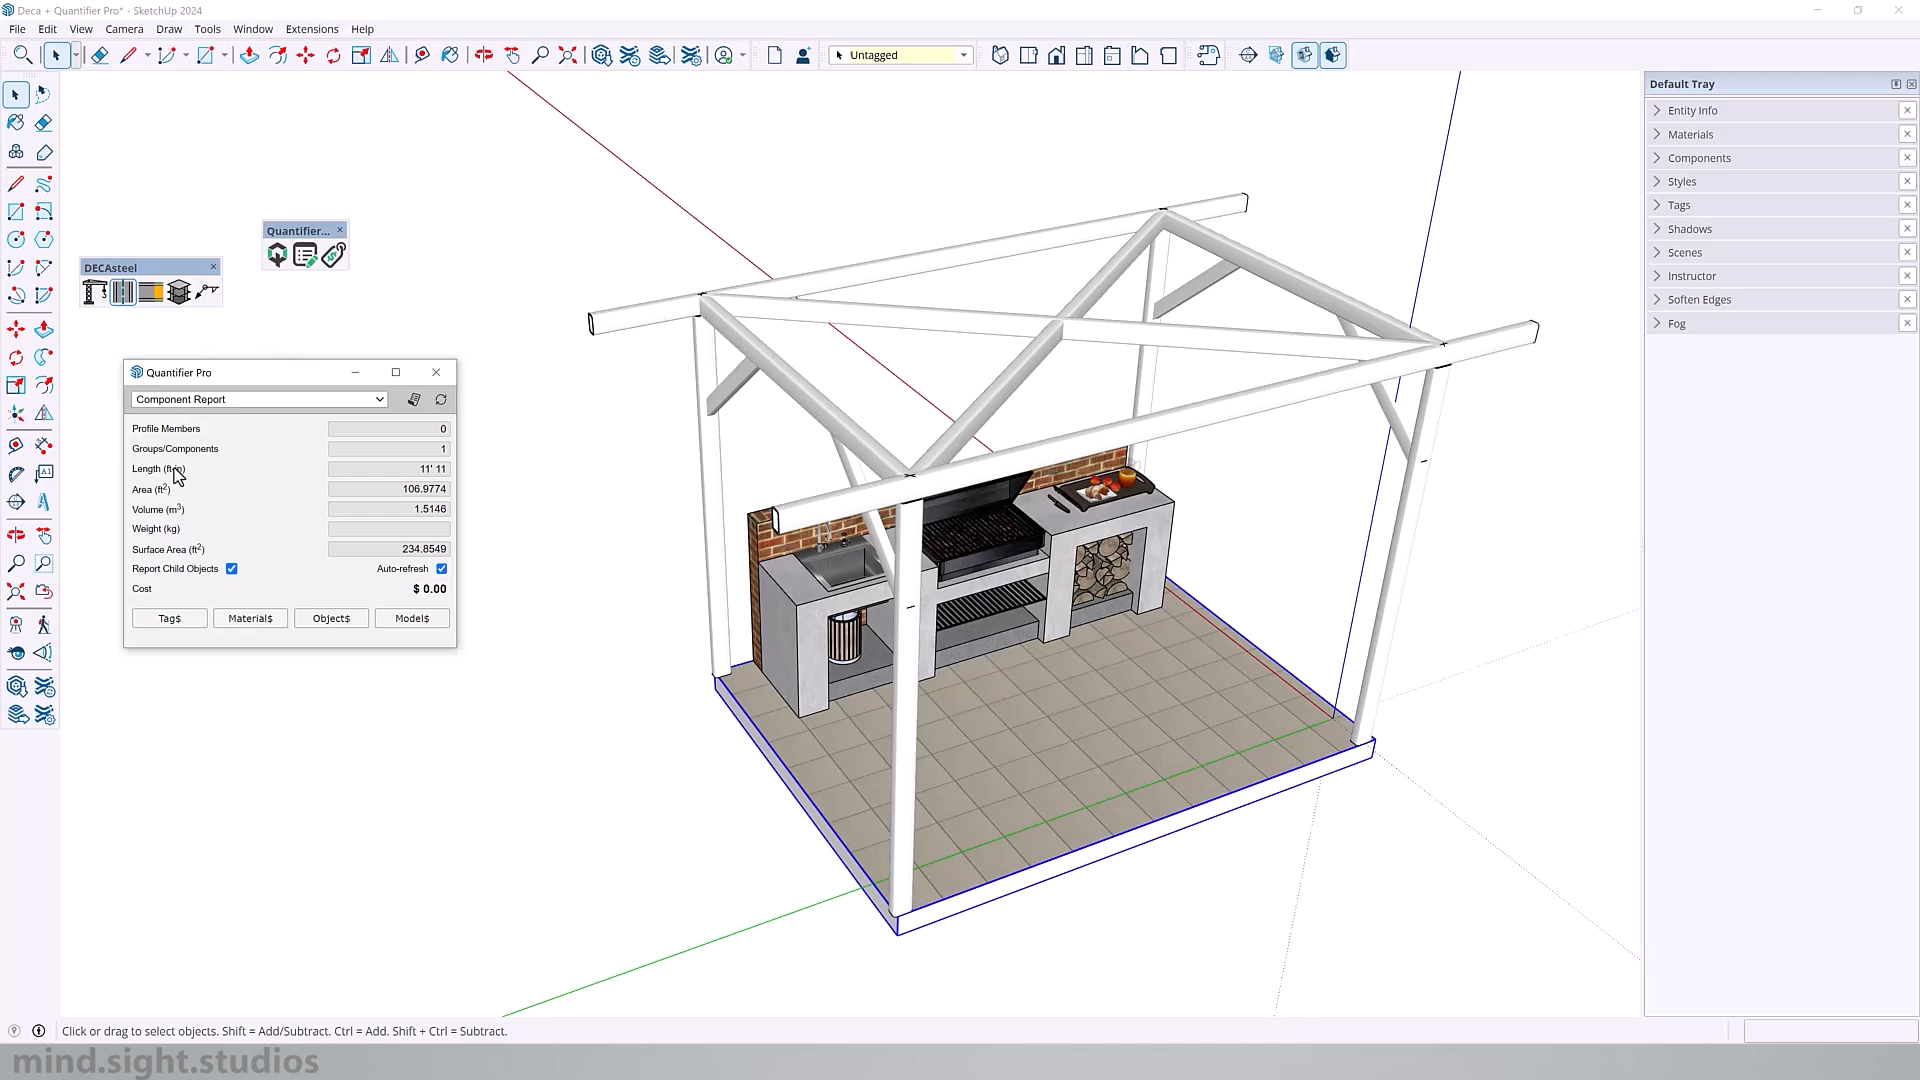 Deca + Quantifier Pro* - SketchUp 2024
File Edit View Camera Draw Tools Window Extensions Help
Untagged
Default Tray
Entity Info
Materials
Components
Styles
Tags
Shadows
Scenes
Instructor
Soften Edges
Fog
Quantifier...
DECAsteel
Quantifier Pro
Component Report
Profile Members 0
Groups/Components 1
Length (ft-in) 11' 11
Area (ft²) 106.9774
Volume (m³) 1.5146
Weight (kg)
Surface Area (ft²) 234.8549
Report Child Objects Auto-refresh
Cost $ 0.00
Tag$ Material$ Object$ Model$
Click or drag to select objects. Shift = Add/Subtract. Ctrl = Add. Shift + Ctrl = Subtract.
mind.sight.studios